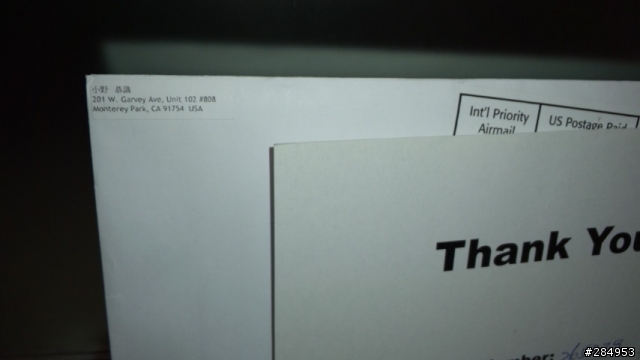 小野 恭識
201 W. Garvey Ave, Unit 102 #808
Monterey Park, CA 91754 USA
Int'l Priority
Airmail
US Postage Paid
Thank You
#284953